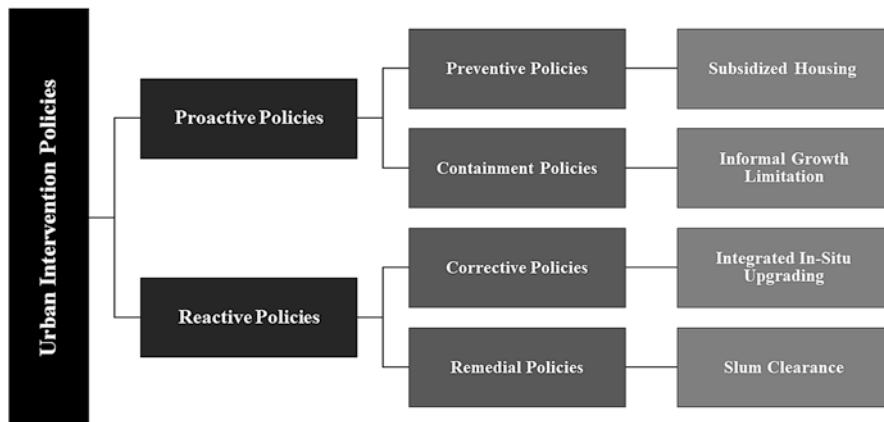 Urban Intervention Policies
Proactive Policies
Preventive Policies
Subsidized Housing
Containment Policies
Informal Growth
Limitation
Reactive Policies
Corrective Policies
Integrated In-Situ
Upgrading
Remedial Policies
Slum Clearance